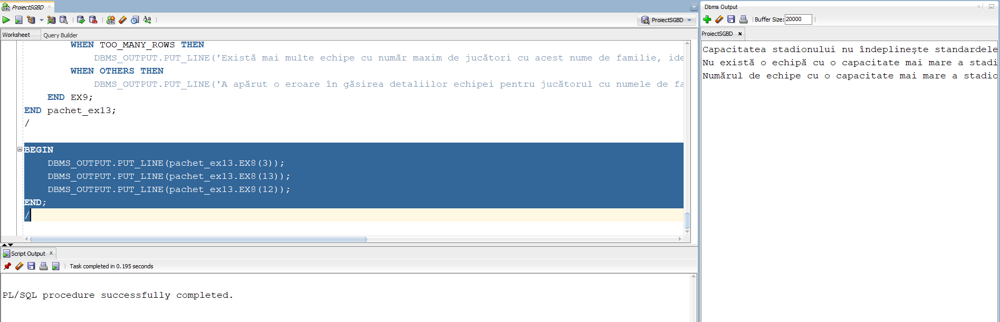 ProiectSGBD
ProiectSGBD
Worksheet
Query Builder
WHEN TOO_MANY_ROWS THEN
DBMS_OUTPUT.PUT_LINE('Există mai multe echipe cu număr maxim de jucători cu acest nume de familie, ide
WHEN OTHERS THEN
DBMS_OUTPUT.PUT_LINE('A apărut o eroare în găsirea detaliilor echipei pentru jucătorul cu numele de fa
END EX9;
END pachet_ex13;
/
BEGIN
DBMS_OUTPUT.PUT_LINE(pachet_ex13.EX8(3));
DBMS_OUTPUT.PUT_LINE(pachet_ex13.EX8(13));
DBMS_OUTPUT.PUT_LINE(pachet_ex13.EX8(12));
END;
/
Script Output
Task completed in 0.195 seconds
PL/SQL procedure successfully completed.
Dbms Output
Buffer Size: 20000
ProiectSGBD
Capacitatea stadionului nu îndeplinește standardele
Nu există o echipă cu o capacitate mai mare a stadi
Numărul de echipe cu o capacitate mai mare a stadio